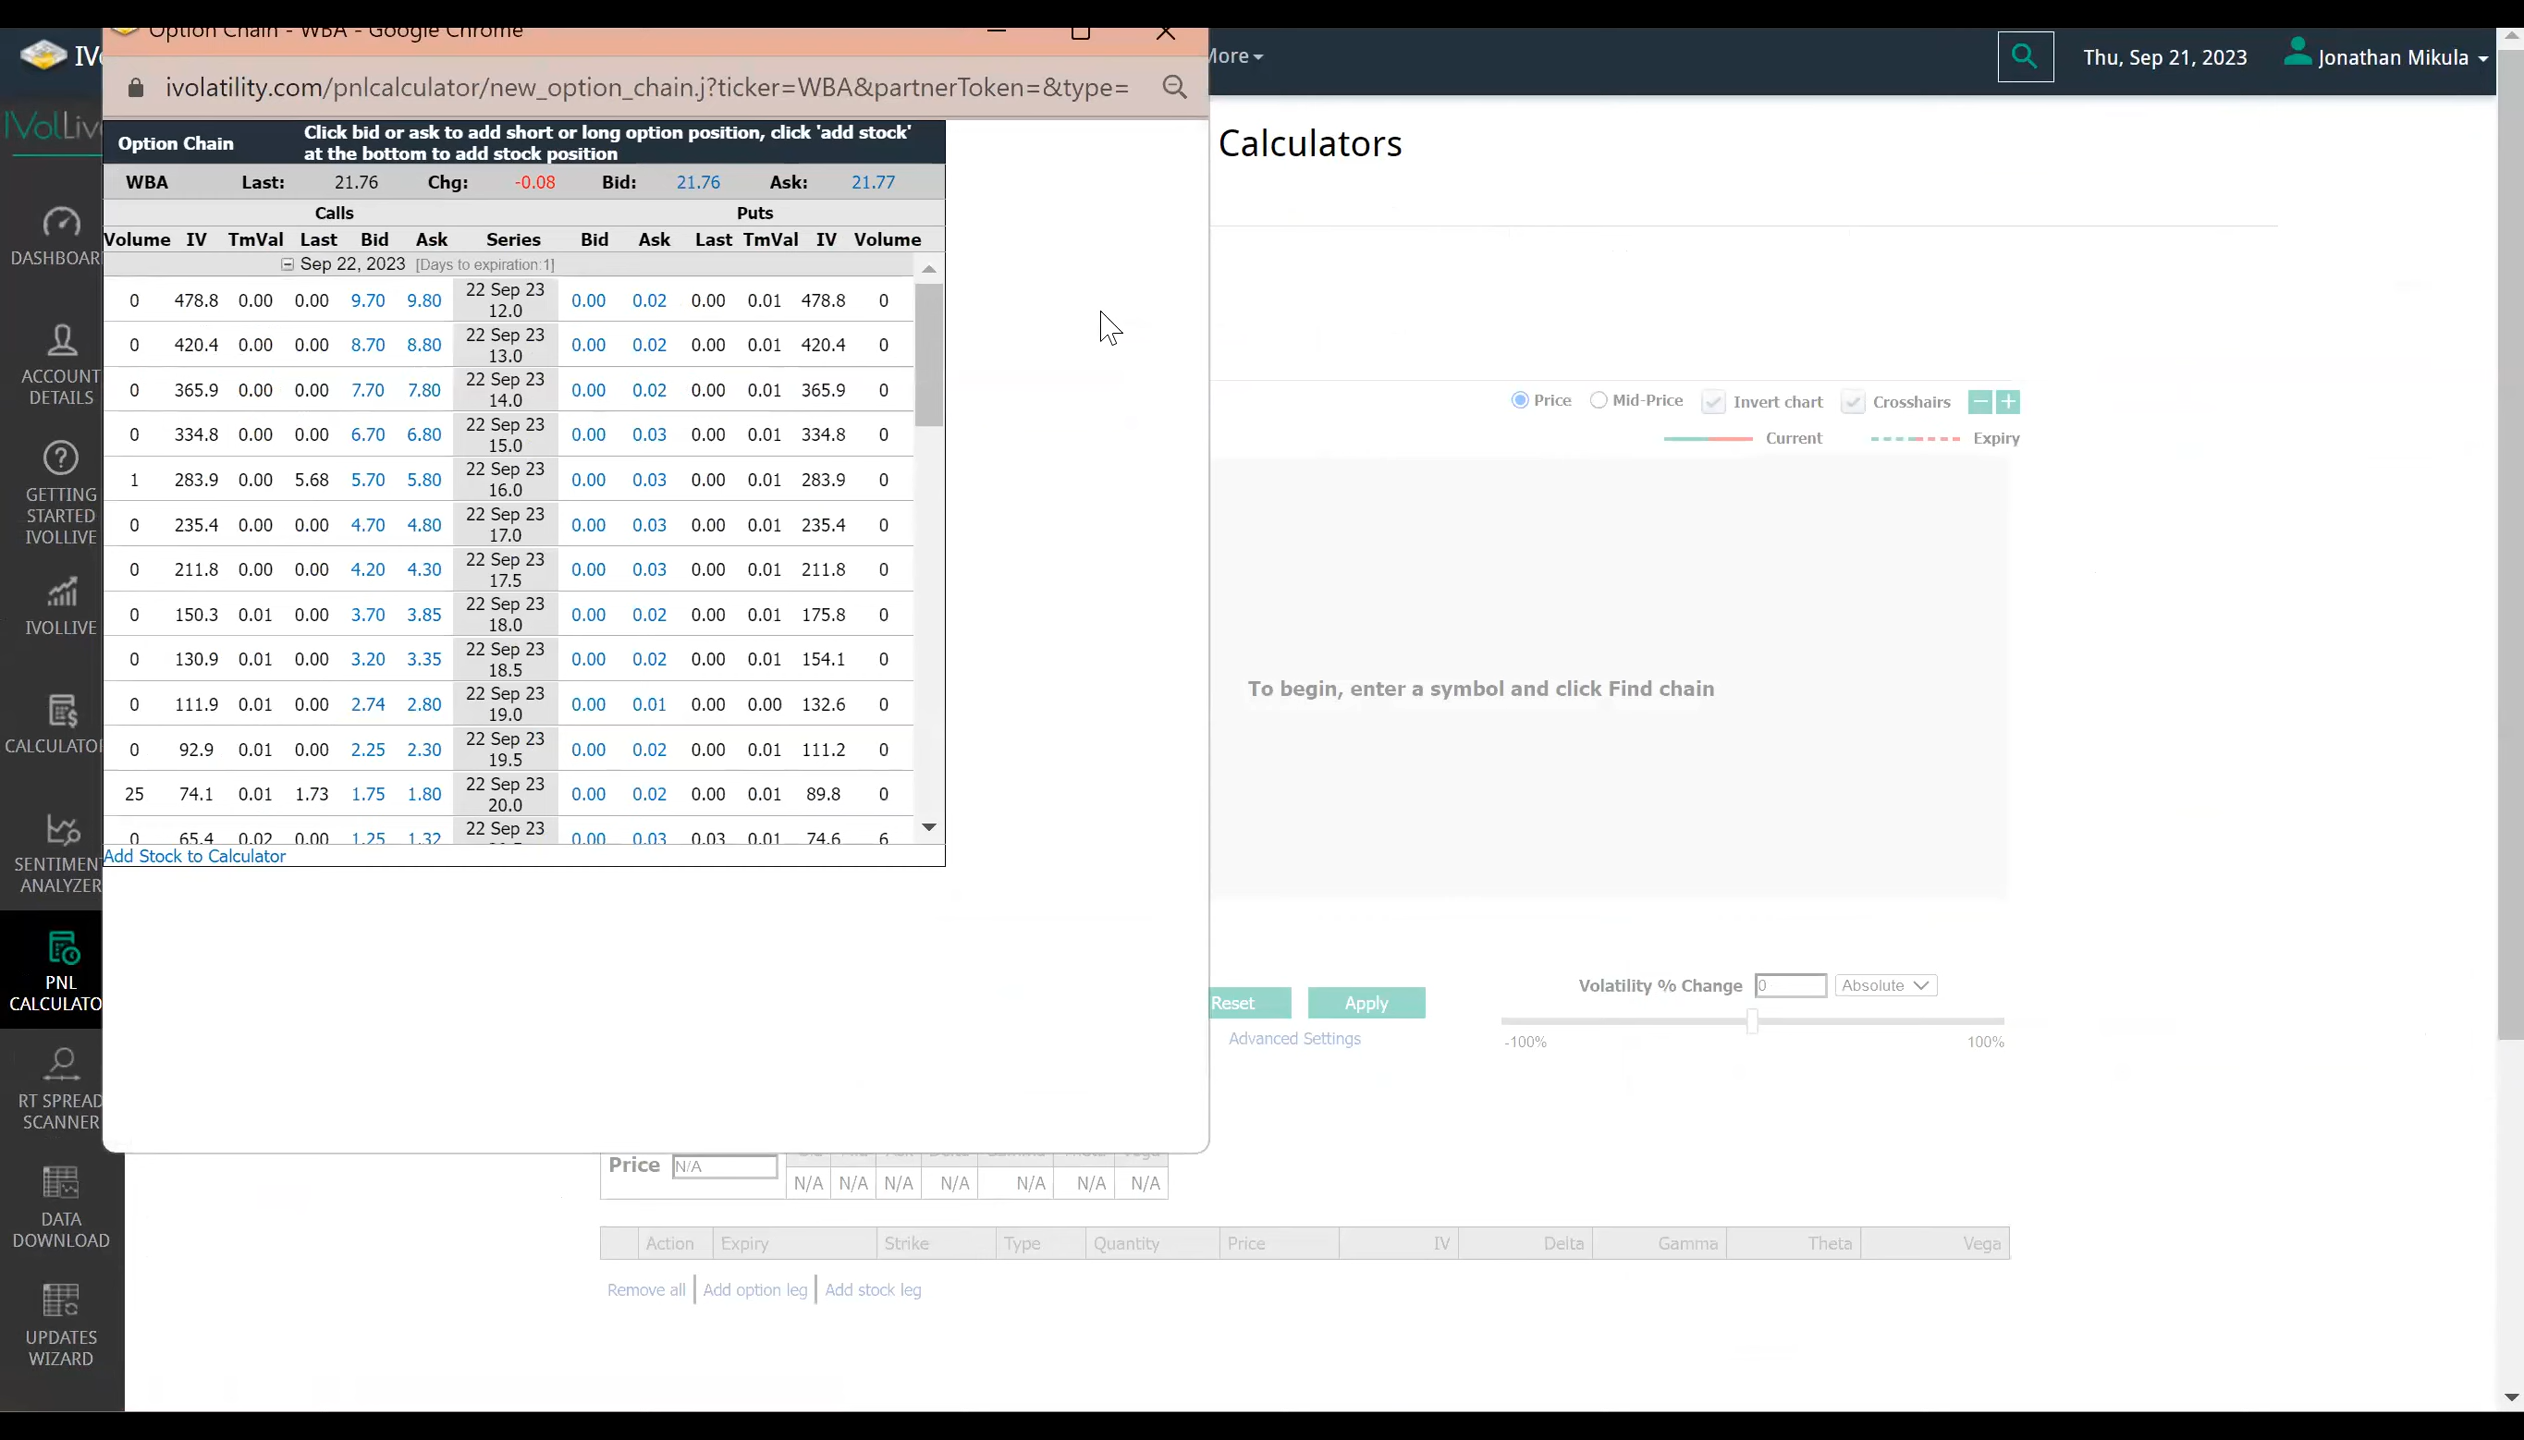 Option Chain - WBA - Google Chrome
ivolatility.com/pnlcalculator/new_option_chain.j?ticker=WBA&partnerToken=&type=
More
Thu, Sep 21, 2023
Jonathan Mikula
Calculators
Option Chain
Click bid or ask to add short or long option position, click 'add stock'
at the bottom to add stock position
WBA Last: 21.76 Chg: -0.08 Bid: 21.76 Ask: 21.77
Calls Puts
Volume IV TmVal Last Bid Ask Series Bid Ask Last TmVal IV Volume
Sep 22, 2023 [Days to expiration:1]
0 478.8 0.00 0.00 9.70 9.80 22 Sep 23 12.0 0.00 0.02 0.00 0.01 478.8 0
0 420.4 0.00 0.00 8.70 8.80 22 Sep 23 13.0 0.00 0.02 0.00 0.01 420.4 0
0 365.9 0.00 0.00 7.70 7.80 22 Sep 23 14.0 0.00 0.02 0.00 0.01 365.9 0
0 334.8 0.00 0.00 6.70 6.80 22 Sep 23 15.0 0.00 0.03 0.00 0.01 334.8 0
1 283.9 0.00 5.68 5.70 5.80 22 Sep 23 16.0 0.00 0.03 0.00 0.01 283.9 0
0 235.4 0.00 0.00 4.70 4.80 22 Sep 23 17.0 0.00 0.03 0.00 0.01 235.4 0
0 211.8 0.00 0.00 4.20 4.30 22 Sep 23 17.5 0.00 0.03 0.00 0.01 211.8 0
0 150.3 0.01 0.00 3.70 3.85 22 Sep 23 18.0 0.00 0.02 0.00 0.01 175.8 0
0 130.9 0.01 0.00 3.20 3.35 22 Sep 23 18.5 0.00 0.02 0.00 0.01 154.1 0
0 111.9 0.01 0.00 2.74 2.80 22 Sep 23 19.0 0.00 0.01 0.00 0.00 132.6 0
0 92.9 0.01 0.00 2.25 2.30 22 Sep 23 19.5 0.00 0.02 0.00 0.01 111.2 0
25 74.1 0.01 1.73 1.75 1.80 22 Sep 23 20.0 0.00 0.02 0.00 0.01 89.8 0
0 65.4 0.02 0.00 1.25 1.32 22 Sep 23 0.00 0.03 0.03 0.01 74.6 6
Add Stock to Calculator
IVolLive
DASHBOAR
ACCOUNT
DETAILS
GETTING
STARTED
IVOLLIVE
IVOLLIVE
CALCULATO
SENTIMEN
ANALYZER
PNL
CALCULATO
RT SPREAD
SCANNER
DATA
DOWNLOAD
UPDATES
WIZARD
Price Mid-Price Invert chart Crosshairs
Current Expiry
To begin, enter a symbol and click Find chain
Reset Apply
Advanced Settings
Volatility % Change 0 Absolute
-100% 100%
Price N/A
N/A N/A N/A N/A N/A N/A N/A
Action Expiry Strike Type Quantity Price IV Delta Gamma Theta Vega
Remove all Add option leg Add stock leg